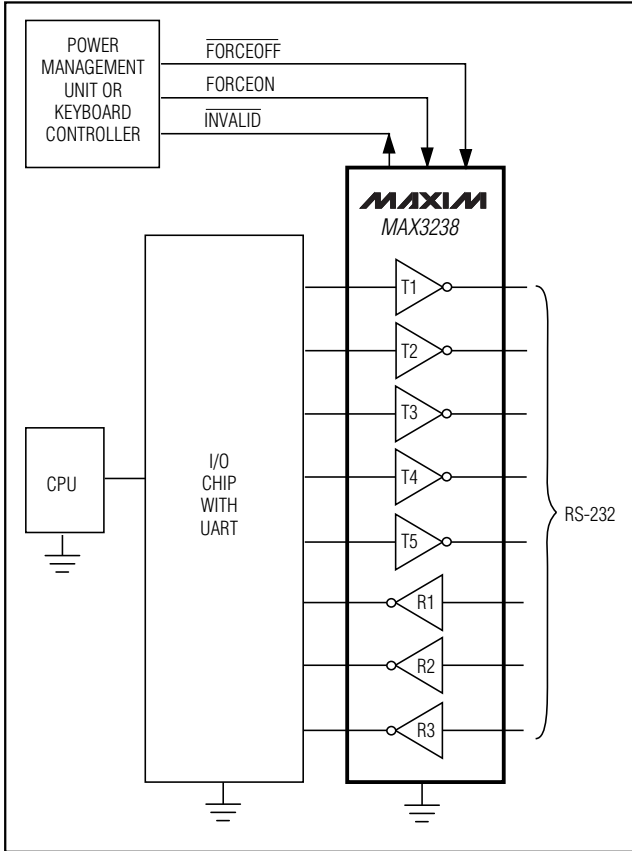 POWER
MANAGEMENT
UNIT OR
KEYBOARD
CONTROLLER
FORCEOFF
FORCEON
INVALID
MAXIM
MAX3238
T1
T2
T3
T4
T5
R1
R2
R3
CPU
I/O
CHIP
WITH
UART
RS-232